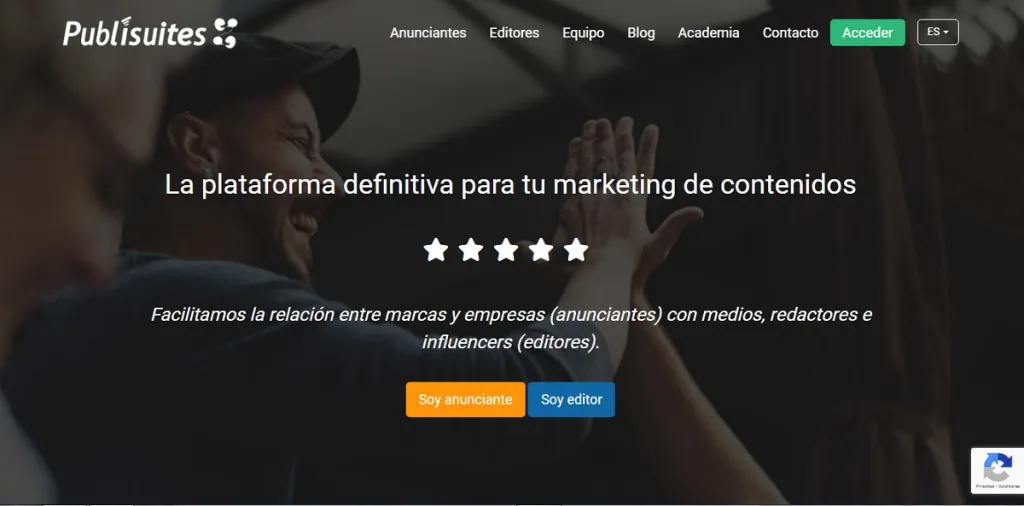 Publisuites
Anunciantes
Editores
Equipo
Blog
Academia
Contacto
Acceder
ES
La plataforma definitiva para tu marketing de contenidos
Facilitamos la relación entre marcas y empresas (anunciantes) con medios, redactores e
influencers (editores).
Soy anunciante
Soy editor
Privacidad - Condiciones